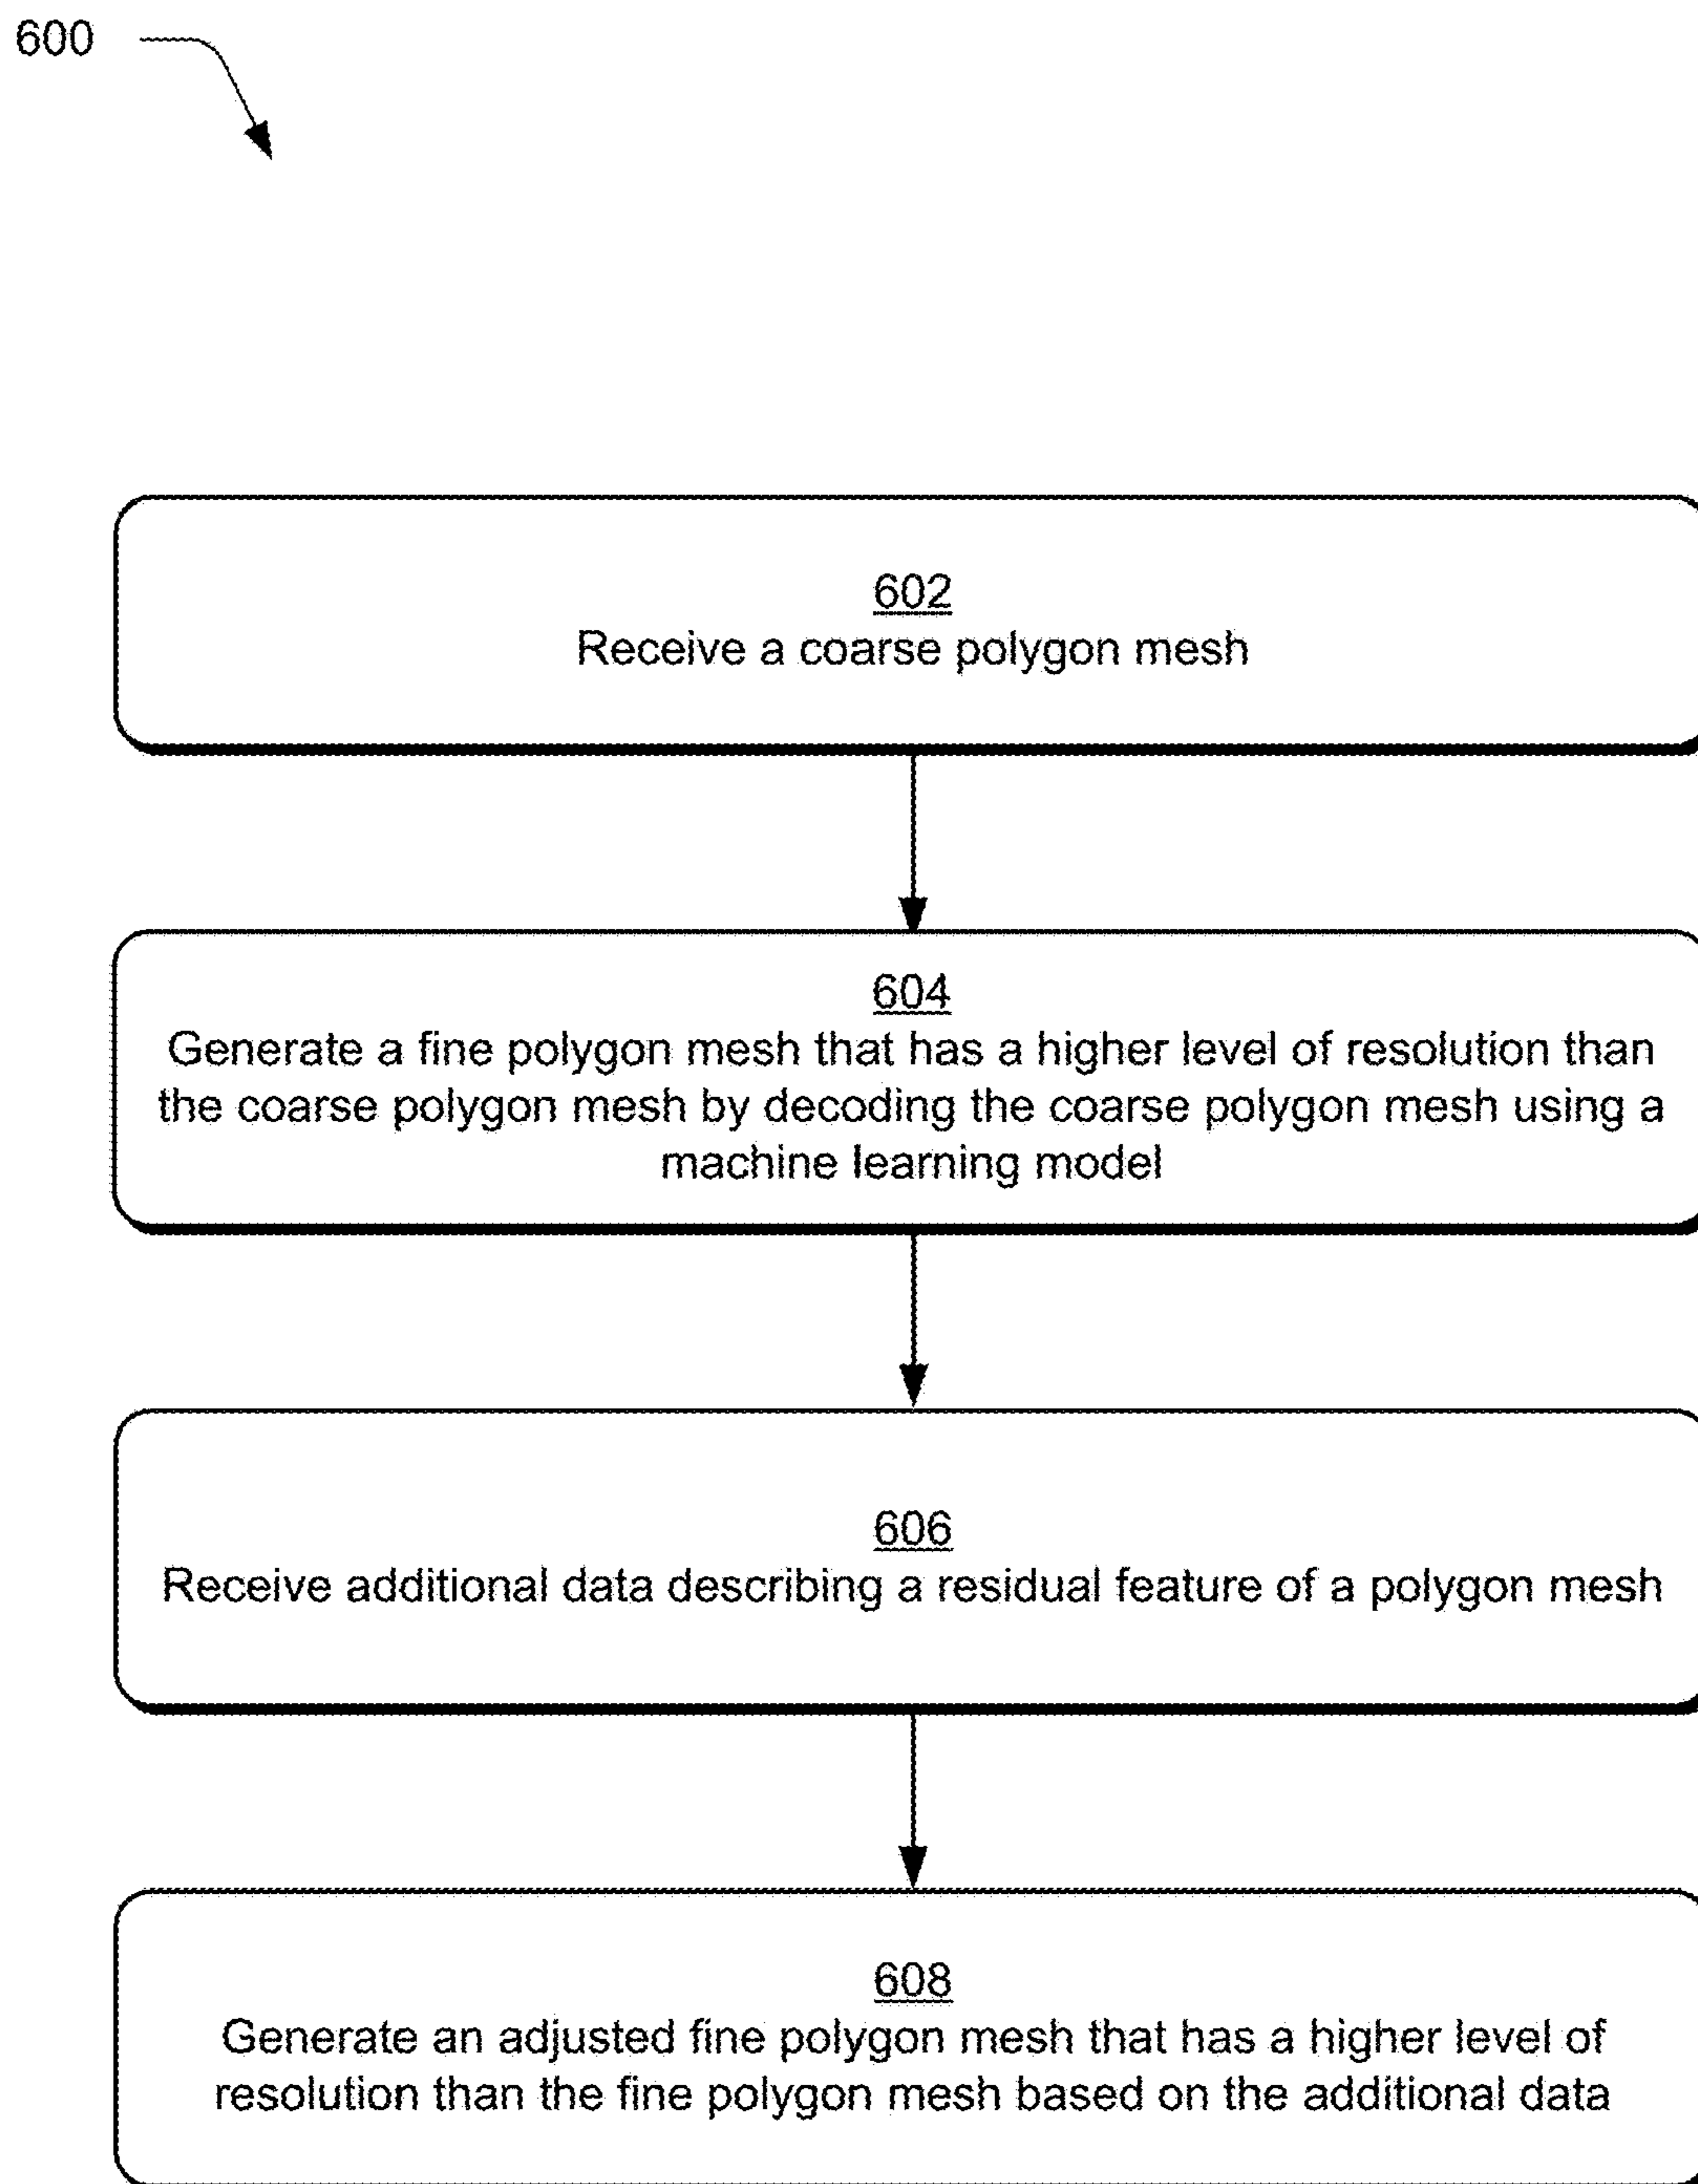 600
602
Receive a coarse polygon mesh
604
Generate a fine polygon mesh that has a higher level of resolution than
the coarse polygon mesh by decoding the coarse polygon mesh using a
machine learning model
606
Receive additional data describing a residual feature of a polygon mesh
608
Generate an adjusted fine polygon mesh that has a higher level of
resolution than the fine polygon mesh based on the additional data